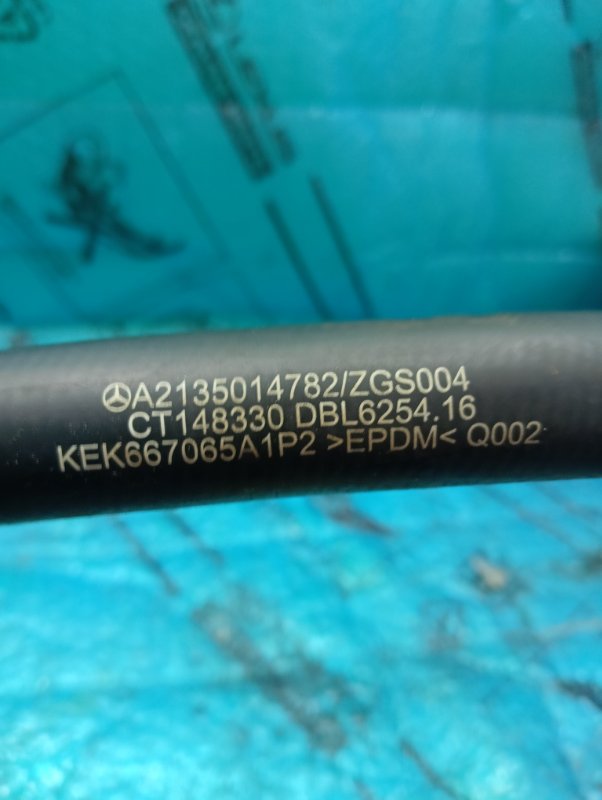 A2135014782/ZGS004
CT148330 DBL6254.16
KEK667065A1P2 >EPDM< Q002